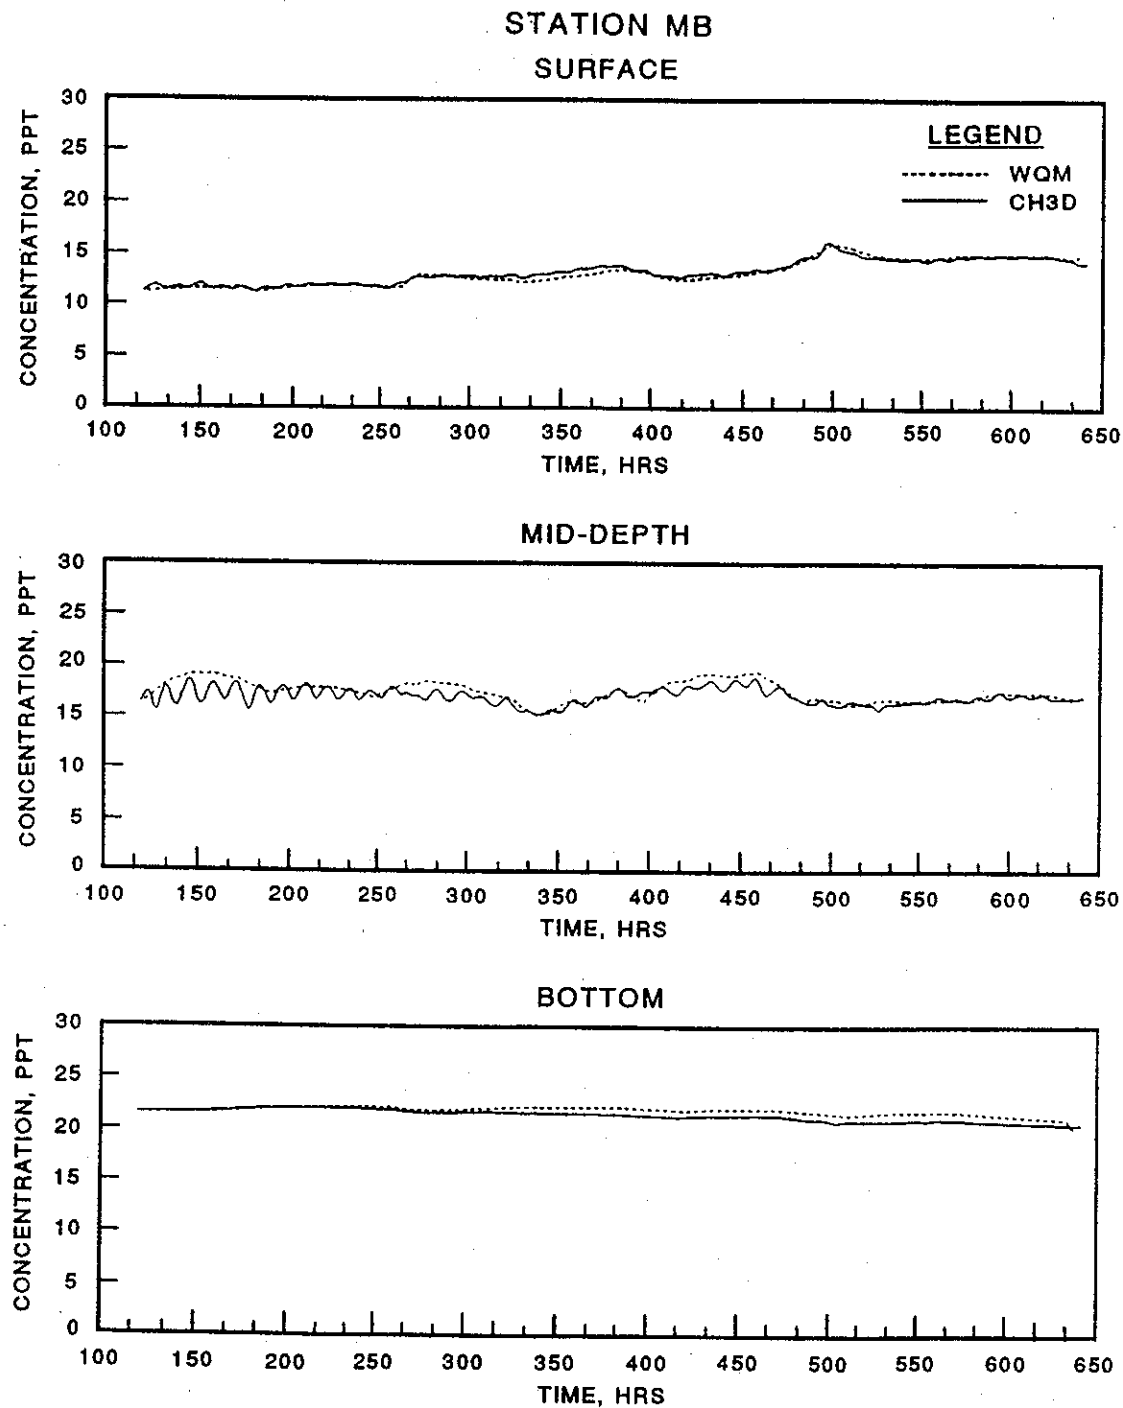 STATION MB
SURFACE
CONCENTRATION, PPT
30
25
20
15
10
5
0
LEGEND
WQM
CH3D
100 150 200 250 300 350 400 450 500 550 600 650
TIME, HRS
MID-DEPTH
CONCENTRATION, PPT
30
25
20
15
10
5
0
100 150 200 250 300 350 400 450 500 550 600 650
TIME, HRS
BOTTOM
CONCENTRATION, PPT
30
25
20
15
10
5
0
100 150 200 250 300 350 400 450 500 550 600 650
TIME, HRS